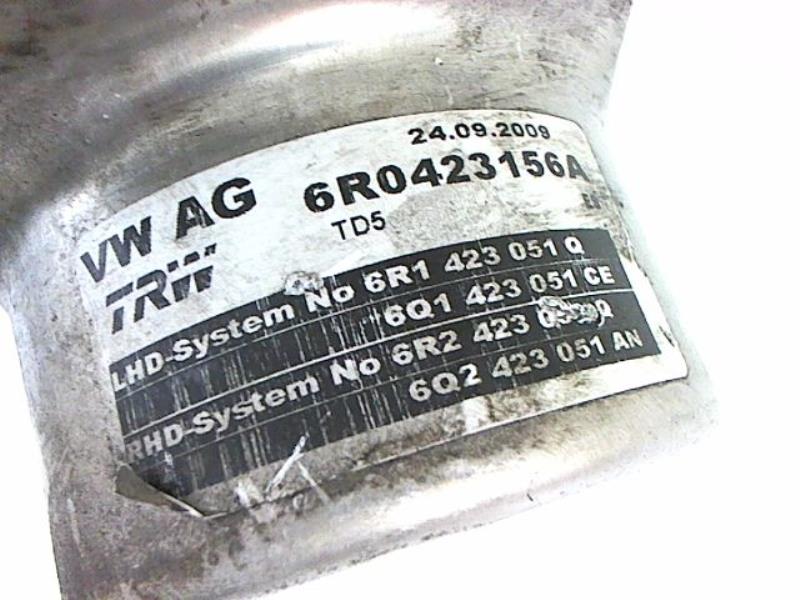 24.09.2009
VW AG 6R0423156A
TRW TD5
LHD-System No 6R1 423 051 Q
6Q1 423 051 CE
RHD-System No 6R2 423
6Q2 423 051 AN